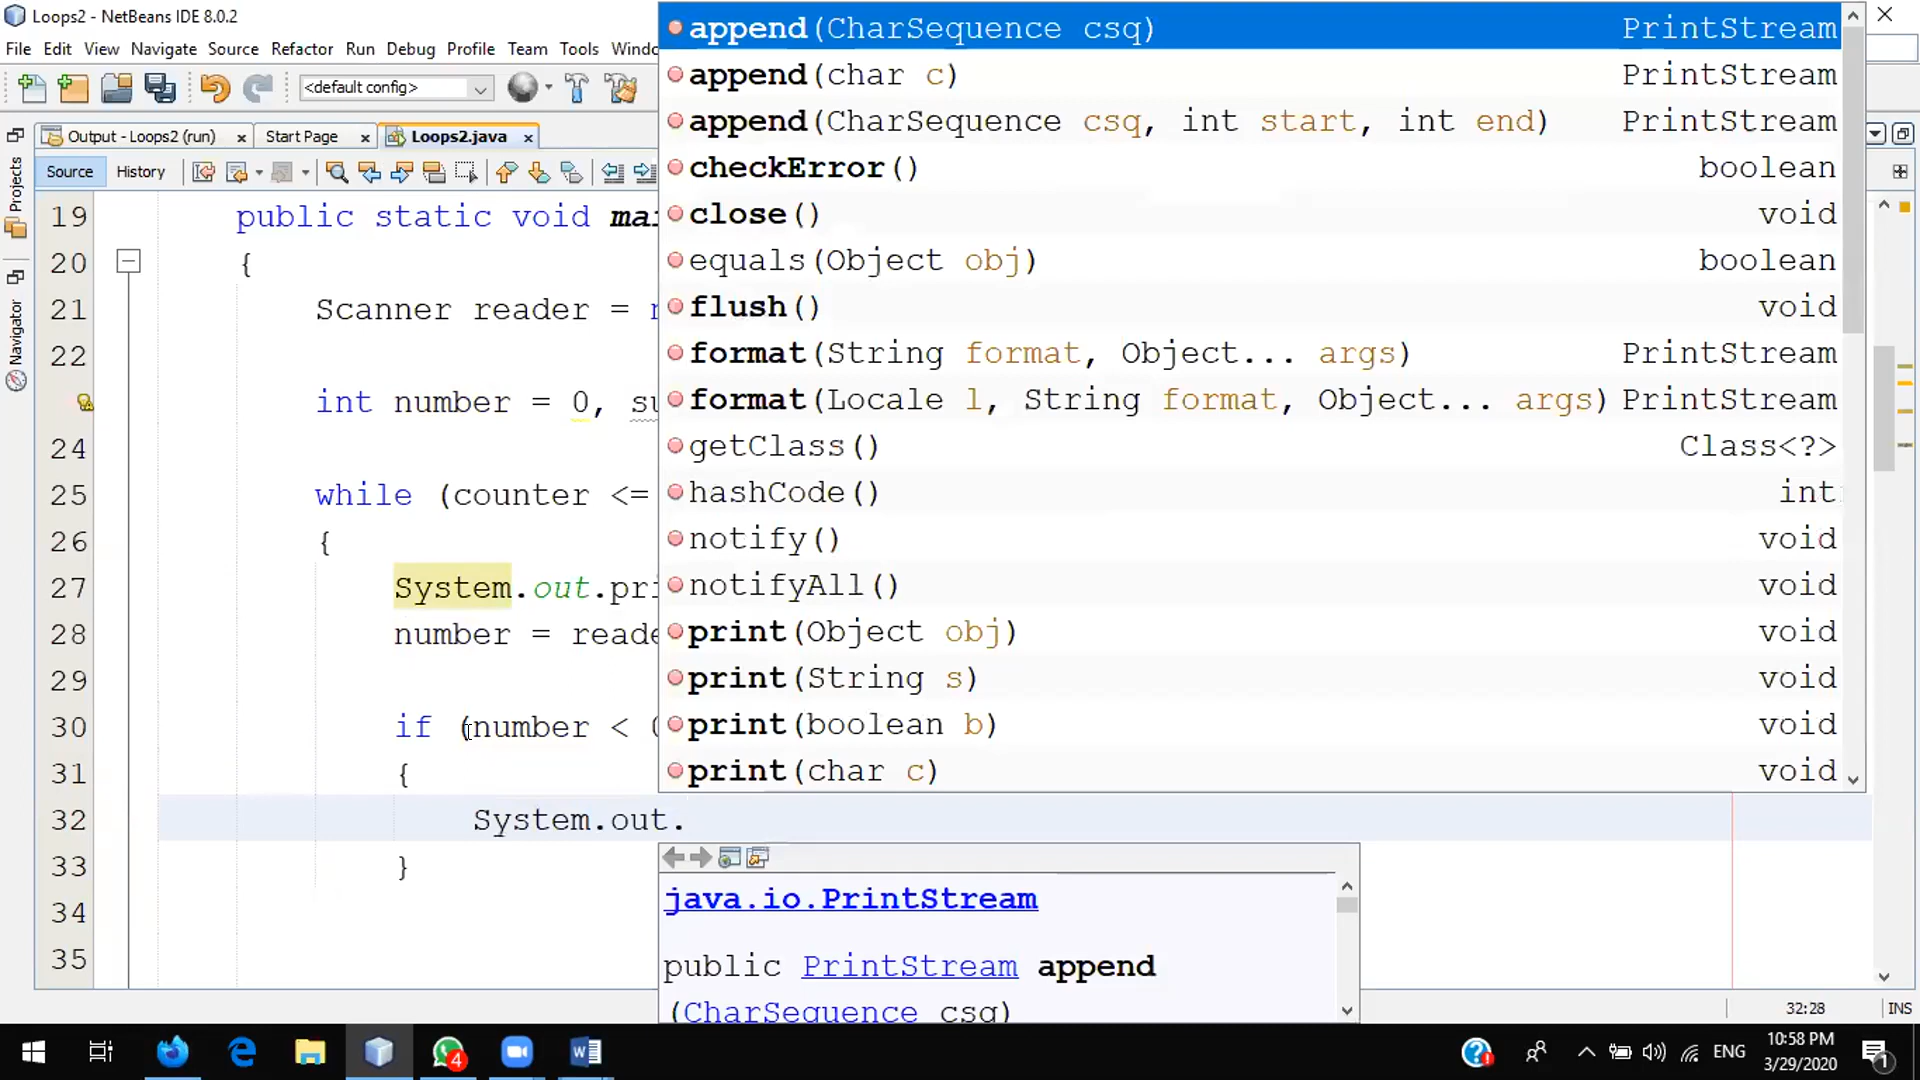 Loops2 - NetBeans IDE 8.0.2
File Edit View Navigate Source Refactor Run Debug Profile Team Tools Windo
<default config>
Output - Loops2 (run) Start Page Loops2.java
Source History
Projects
Navigator
19 public static void mai
20 {
21 Scanner reader = n
22
int number = 0, su
24
25 while (counter <=
26 {
27 System.out.pri
28 number = reade
29
30 if (number < 0
31 {
32 System.out.
33 }
34
35
append(CharSequence csq) PrintStream
append(char c) PrintStream
append(CharSequence csq, int start, int end) PrintStream
checkError() boolean
close() void
equals(Object obj) boolean
flush() void
format(String format, Object... args) PrintStream
format(Locale l, String format, Object... args) PrintStream
getClass() Class<?>
hashCode() int
notify() void
notifyAll() void
print(Object obj) void
print(String s) void
print(boolean b) void
print(char c) void
java.io.PrintStream
public PrintStream append
(CharSequence csq)
32:28 INS
4
ENG
10:58 PM
3/29/2020
1